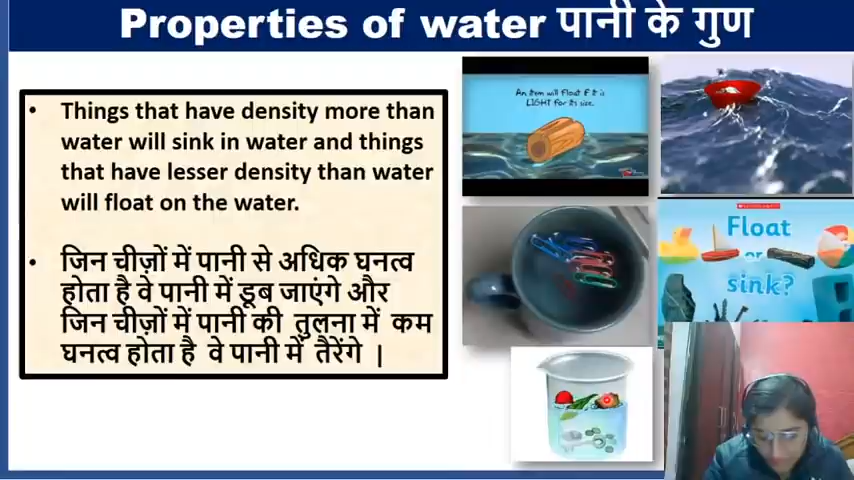 Properties of water पानी के गुण
• Things that have density more than
water will sink in water and things
that have lesser density than water
will float on the water.
• जिन चीज़ों में पानी से अधिक घनत्व
होता है वे पानी में डूब जाएंगे और
जिन चीज़ों में पानी की तुलना में कम
घनत्व होता है वे पानी में तैरेंगे |
An item will float if it is
LIGHT for its size.
Float
or
sink?